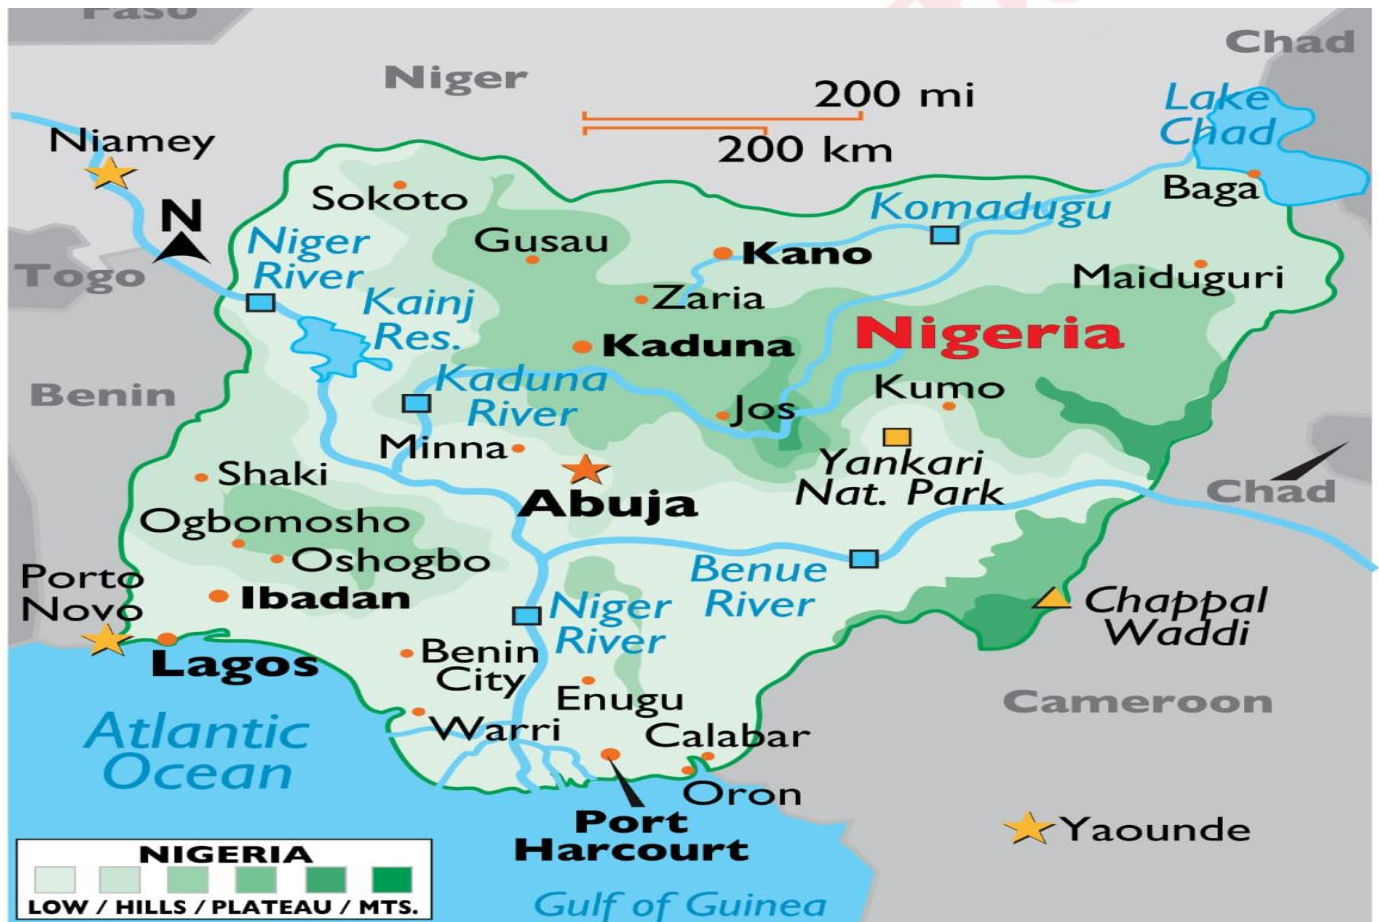 Faso
Chad
Niger
200 mi
Lake
Chad
Niamey
200 km
Sokoto
Baga
N
Komadugu
Niger
River
Gusau
Kano
Togo
Maiduguri
Kainj
Res.
Zaria
Nigeria
Kaduna
Benin
Kaduna
River
Kumo
Jos
Minna
Yankari
Nat. Park
Shaki
Abuja
Chad
Ogbomosho
Oshogbo
Porto
Novo
Ibadan
Benue
River
Niger
River
Chappal
Waddi
Lagos
Benin
City
Enugu
Cameroon
Atlantic
Ocean
Warri
Calabar
Oron
Port
Harcourt
Yaounde
NIGERIA
LOW / HILLS / PLATEAU / MTS.
Gulf of Guinea